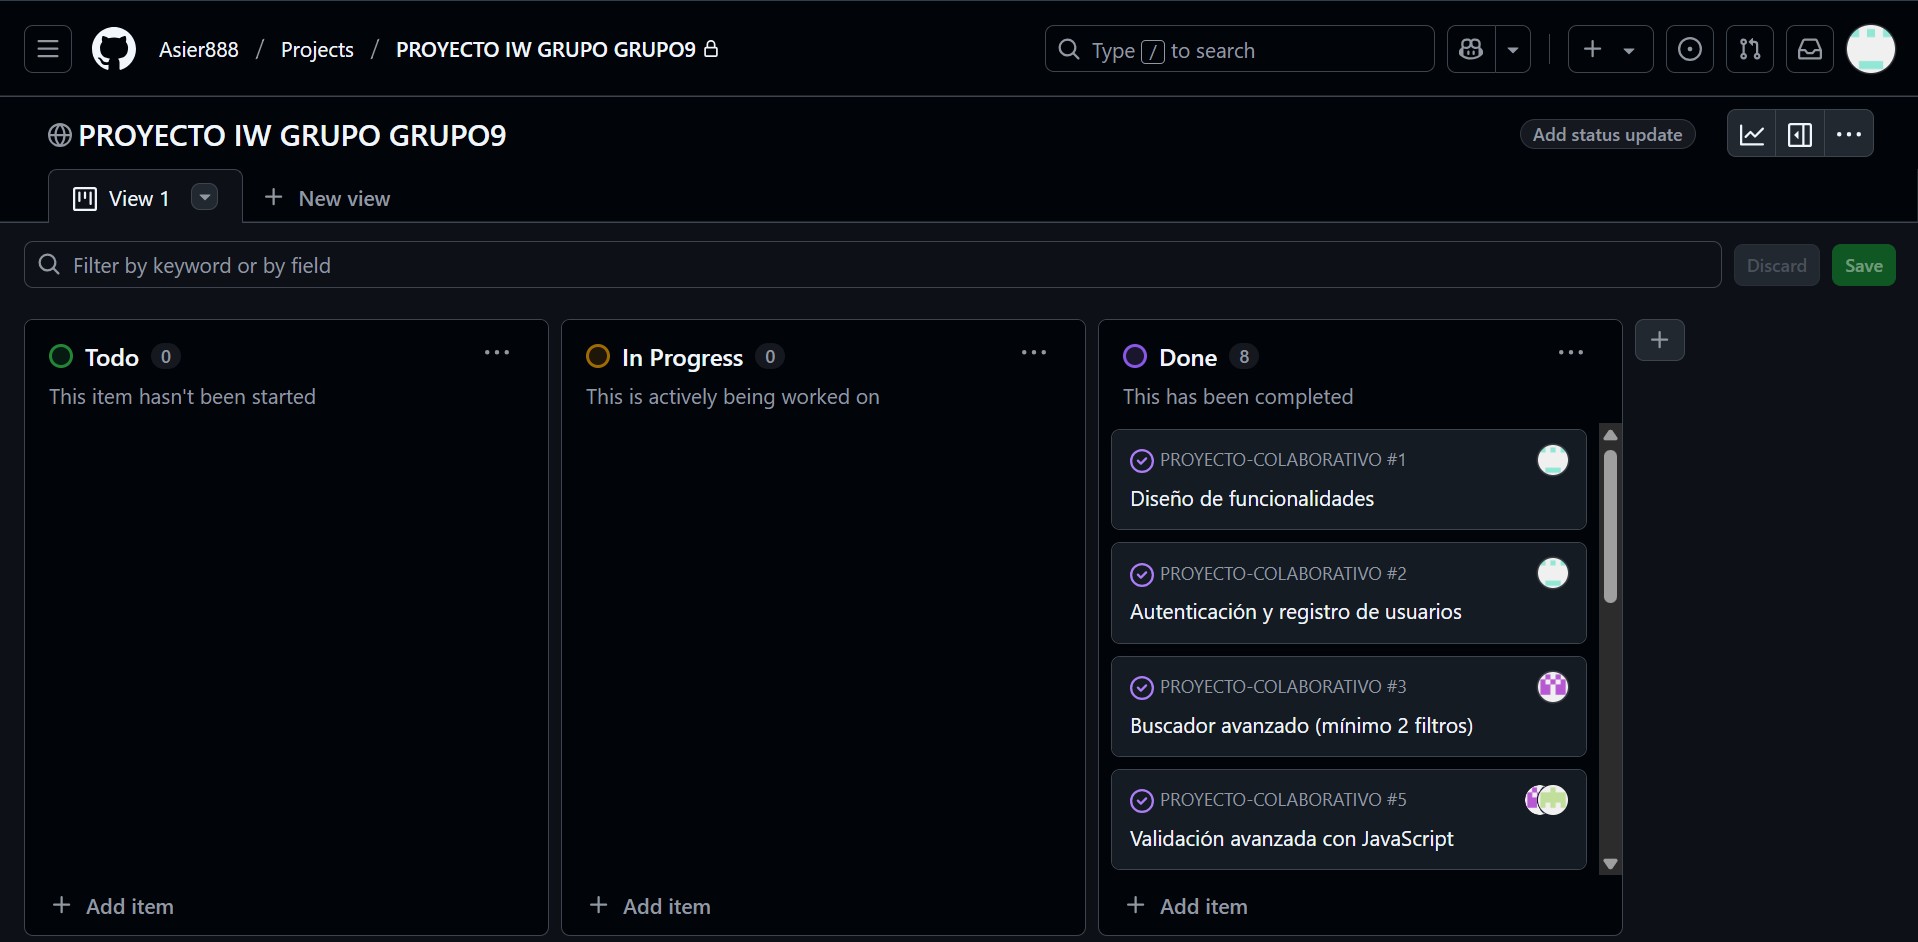 Asier888 / Projects / PROYECTO IW GRUPO GRUPO9
Type / to search
PROYECTO IW GRUPO GRUPO9
Add status update
View 1
New view
Filter by keyword or by field
Discard
Save
Todo 0
This item hasn't been started
Add item
In Progress 0
This is actively being worked on
Add item
Done 8
This has been completed
PROYECTO-COLABORATIVO #1
Diseño de funcionalidades
PROYECTO-COLABORATIVO #2
Autenticación y registro de usuarios
PROYECTO-COLABORATIVO #3
Buscador avanzado (mínimo 2 filtros)
PROYECTO-COLABORATIVO #5
Validación avanzada con JavaScript
Add item